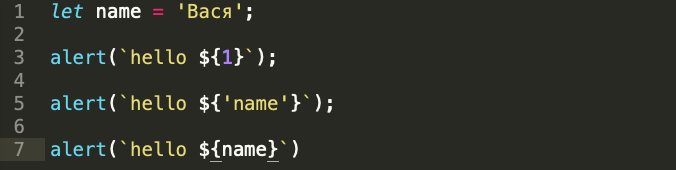 1 let name = 'Вася';
2
3 alert(`hello ${1}`);
4
5 alert(`hello ${'name'}`);
6
7 alert(`hello ${name}`)